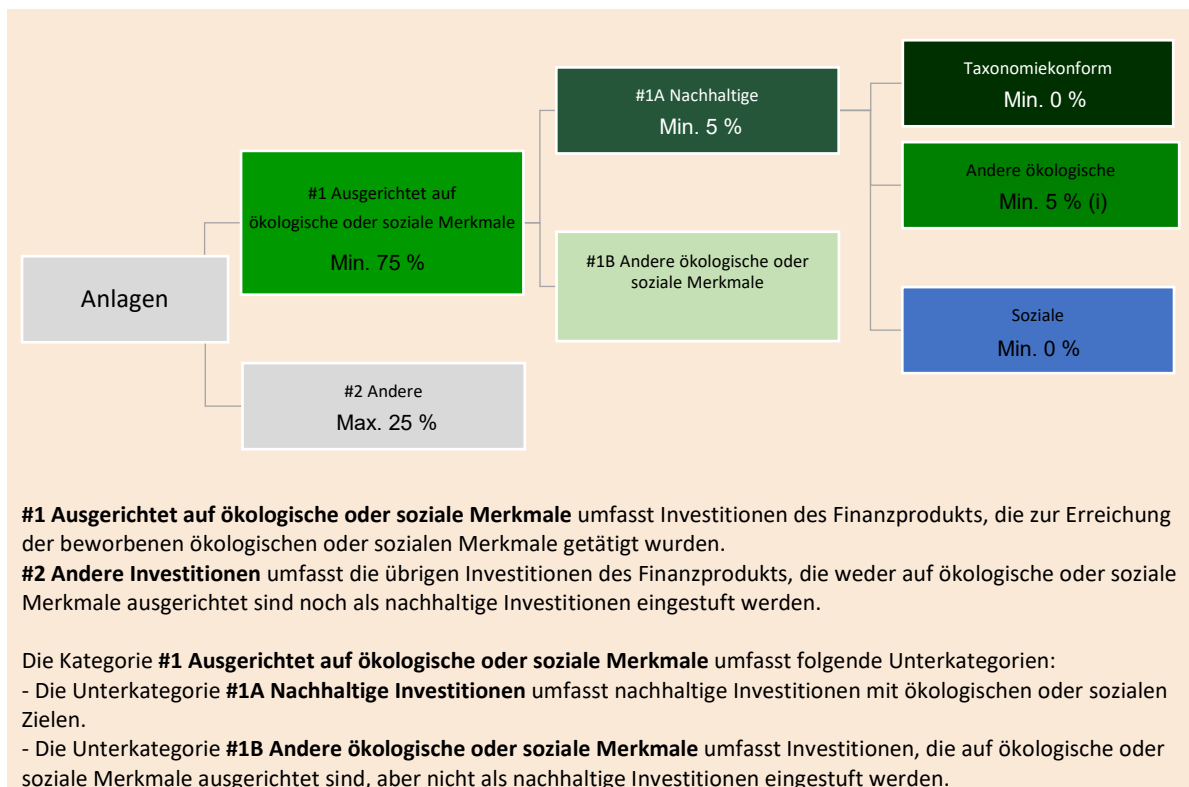 Anlagen
#1 Ausgerichtet auf
ökologische oder soziale Merkmale
Min. 75 %
#2 Andere
Max. 25 %
#1A Nachhaltige
Min. 5 %
#1B Andere ökologische oder
soziale Merkmale
Taxonomiekonform
Min. 0 %
Andere ökologische
Min. 5 % (i)
Soziale
Min. 0 %
#1 Ausgerichtet auf ökologische oder soziale Merkmale umfasst Investitionen des Finanzprodukts, die zur Erreichung
der beworbenen ökologischen oder sozialen Merkmale getätigt wurden.
#2 Andere Investitionen umfasst die übrigen Investitionen des Finanzprodukts, die weder auf ökologische oder soziale
Merkmale ausgerichtet sind noch als nachhaltige Investitionen eingestuft werden.
Die Kategorie #1 Ausgerichtet auf ökologische oder soziale Merkmale umfasst folgende Unterkategorien:
- Die Unterkategorie #1A Nachhaltige Investitionen umfasst nachhaltige Investitionen mit ökologischen oder sozialen
Zielen.
- Die Unterkategorie #1B Andere ökologische oder soziale Merkmale umfasst Investitionen, die auf ökologische oder
soziale Merkmale ausgerichtet sind, aber nicht als nachhaltige Investitionen eingestuft werden.